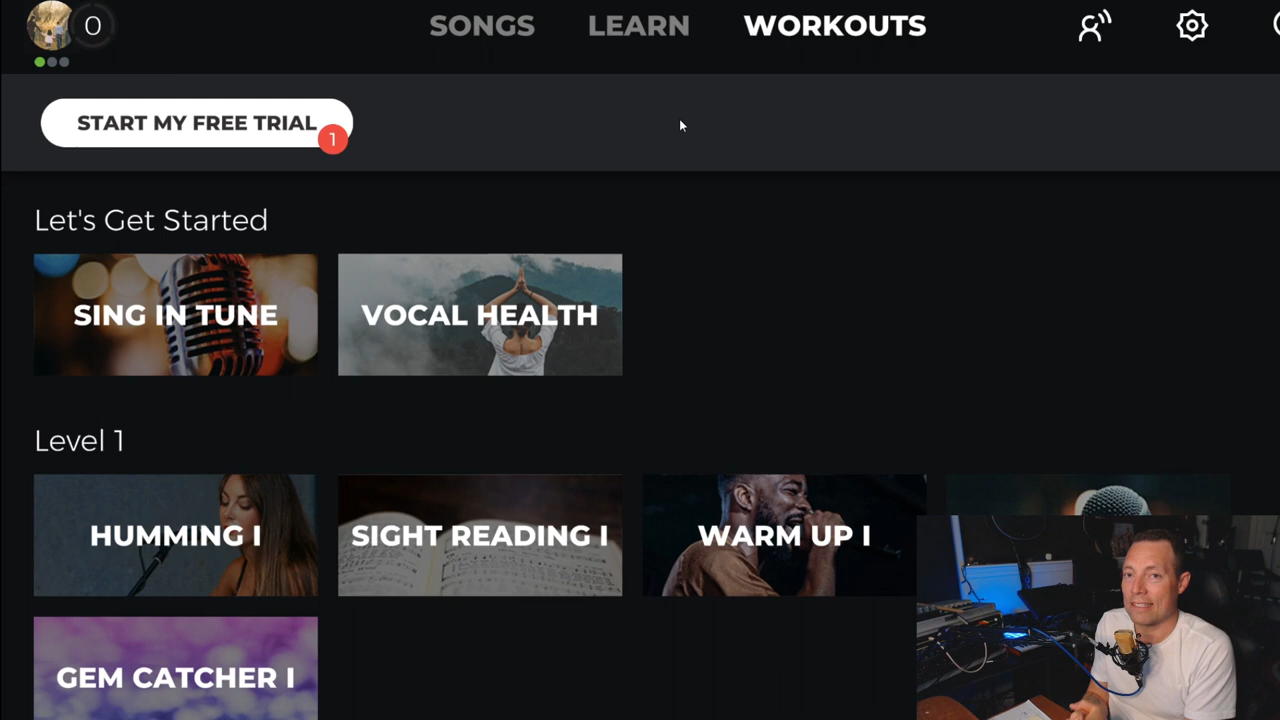 0
SONGS
LEARN
WORKOUTS
START MY FREE TRIAL
1
Let's Get Started
SING IN TUNE
VOCAL HEALTH
Level 1
HUMMING I
SIGHT READING I
WARM UP I
GEM CATCHER I